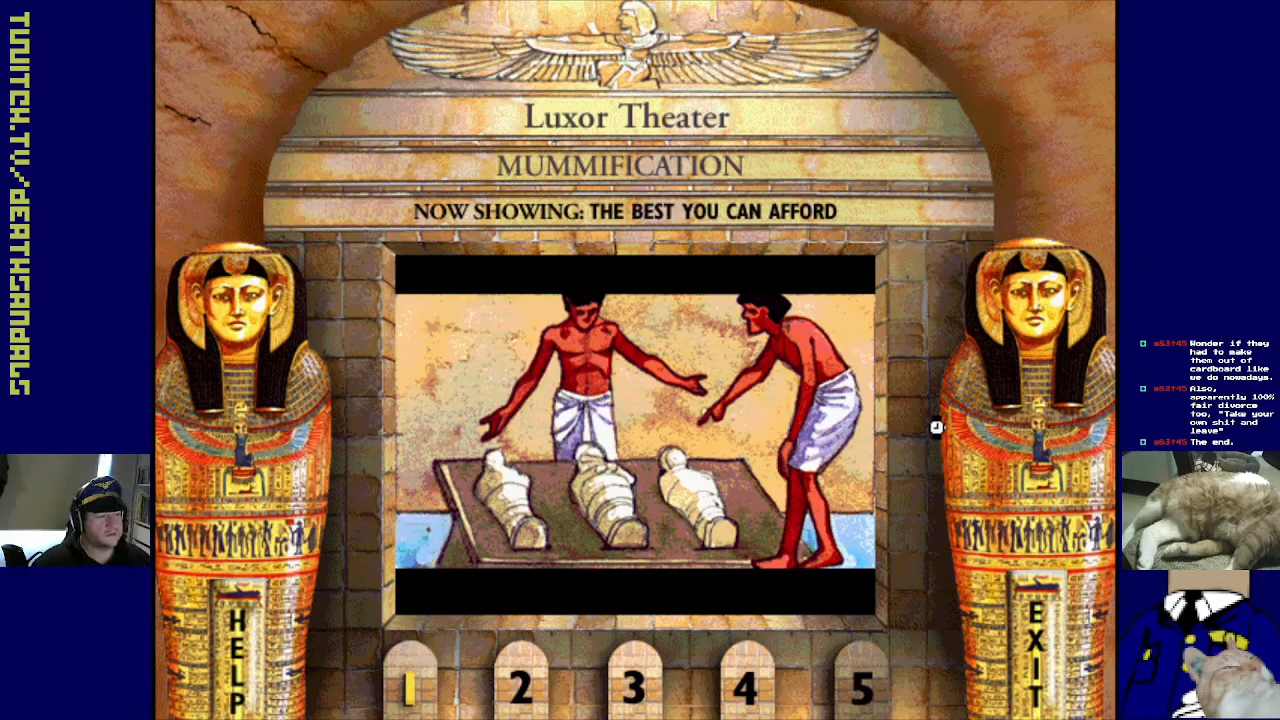 TWITCH.TV/DEATHSANDALS
Luxor Theater
MUMMIFICATION
NOW SHOWING: THE BEST YOU CAN AFFORD
HELP
EXIT
1 2 3 4 5
m83t45 Wonder if they
had to make
them out of
cardboard like
we do nowadays.
Also,
apparently 100%
fair divorce
too, "Take your
own shit and
leave"
The end.